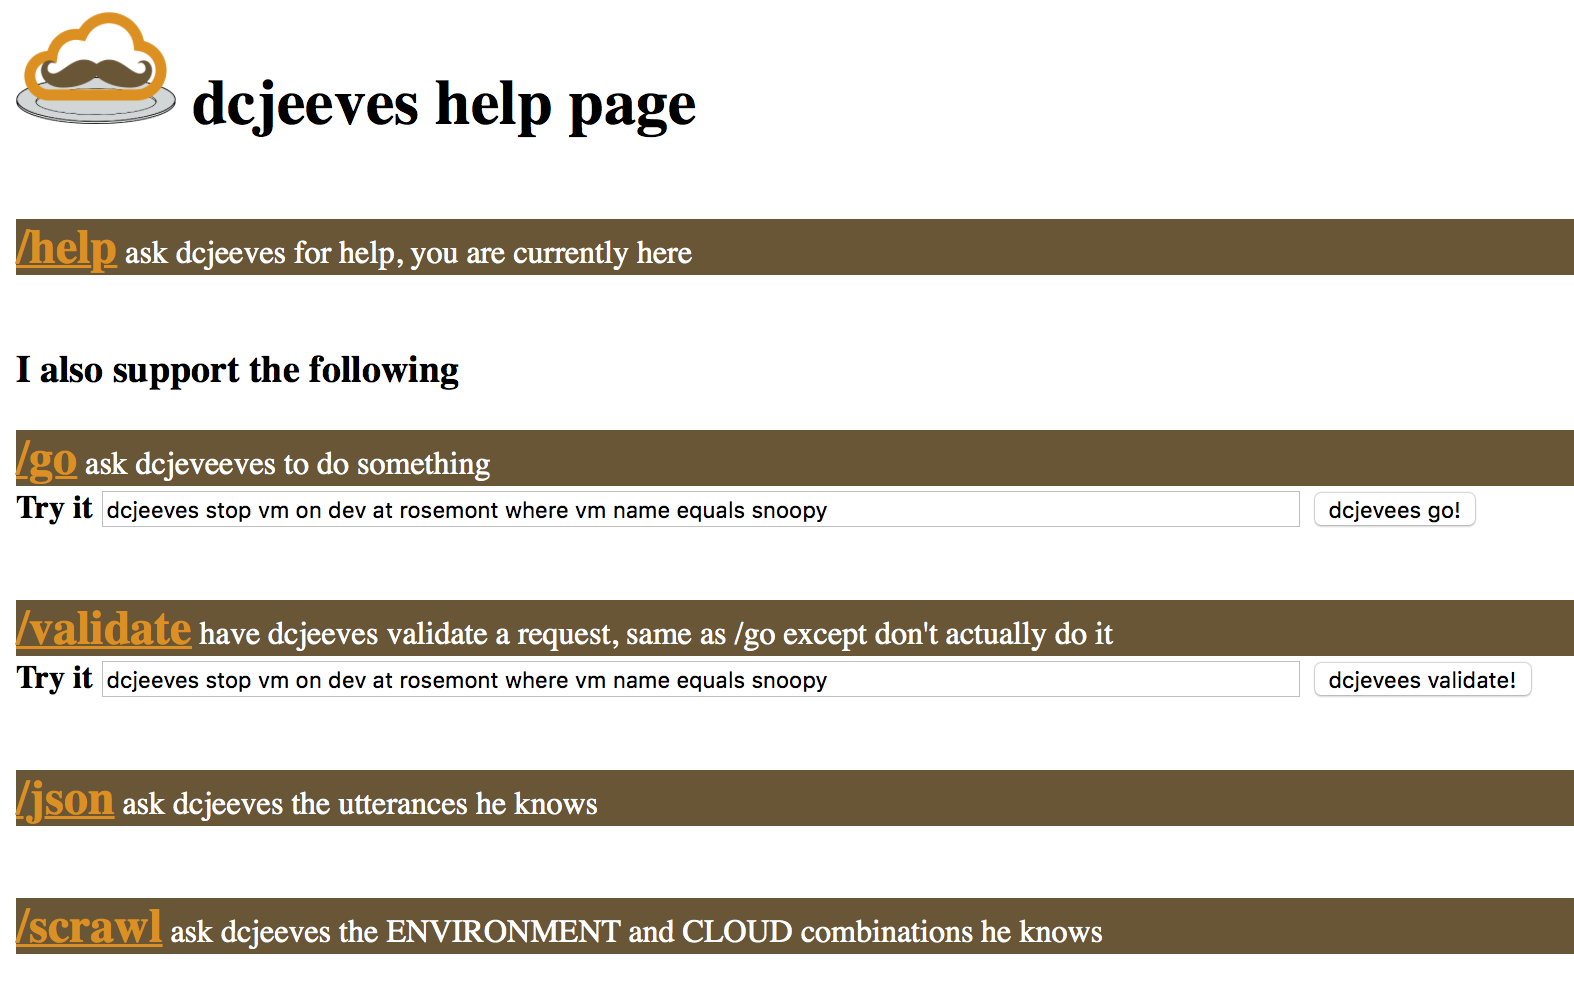 dcjeeves help page
/help ask dcjeeves for help, you are currently here
I also support the following
/go ask dcjeveeves to do something
Try it dcjeeves stop vm on dev at rosemont where vm name equals snoopy dcjevees go!
/validate have dcjeeves validate a request, same as /go except don't actually do it
Try it dcjeeves stop vm on dev at rosemont where vm name equals snoopy dcjevees validate!
/json ask dcjeeves the utterances he knows
/scrawl ask dcjeeves the ENVIRONMENT and CLOUD combinations he knows